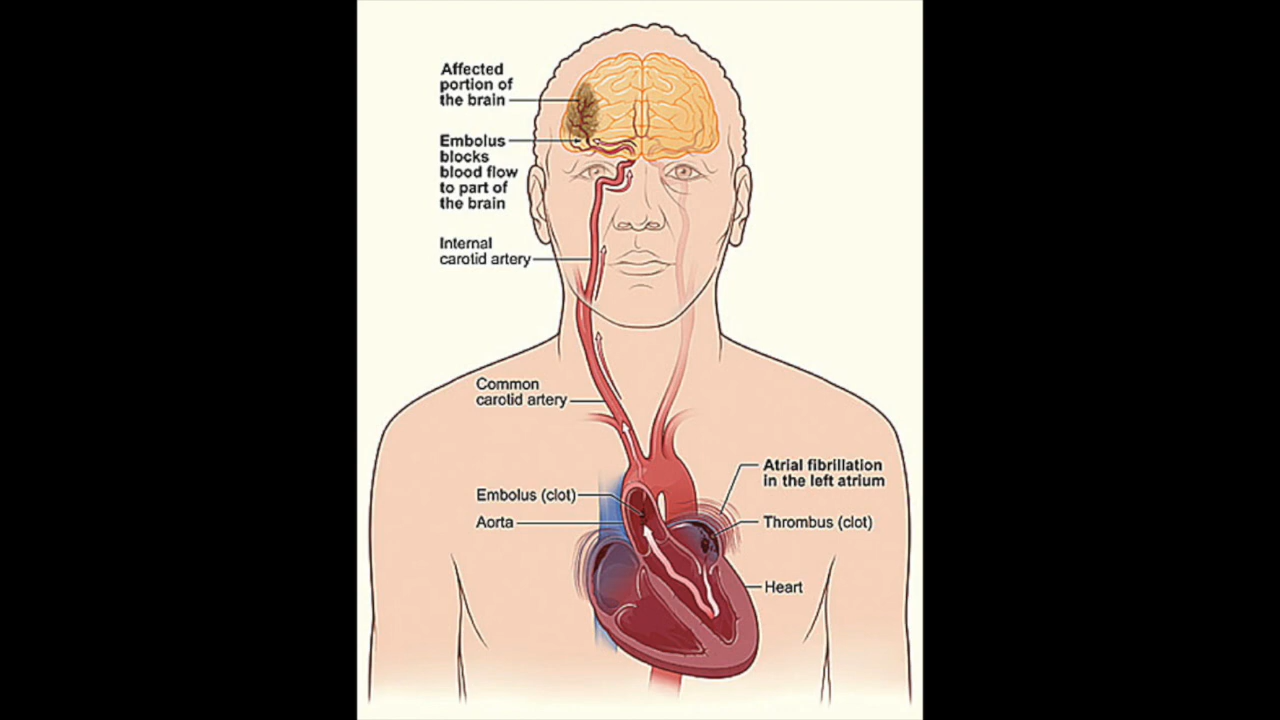 Affected
portion of
the brain
Embolus
blocks
blood flow
to part of
the brain
Internal
carotid artery
Common
carotid artery
Atrial fibrillation
in the left atrium
Embolus (clot)
Aorta
Thrombus (clot)
Heart